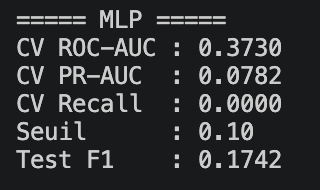 ===== MLP =====
CV ROC-AUC : 0.3730
CV PR-AUC  : 0.0782
CV Recall  : 0.0000
Seuil      : 0.10
Test F1    : 0.1742